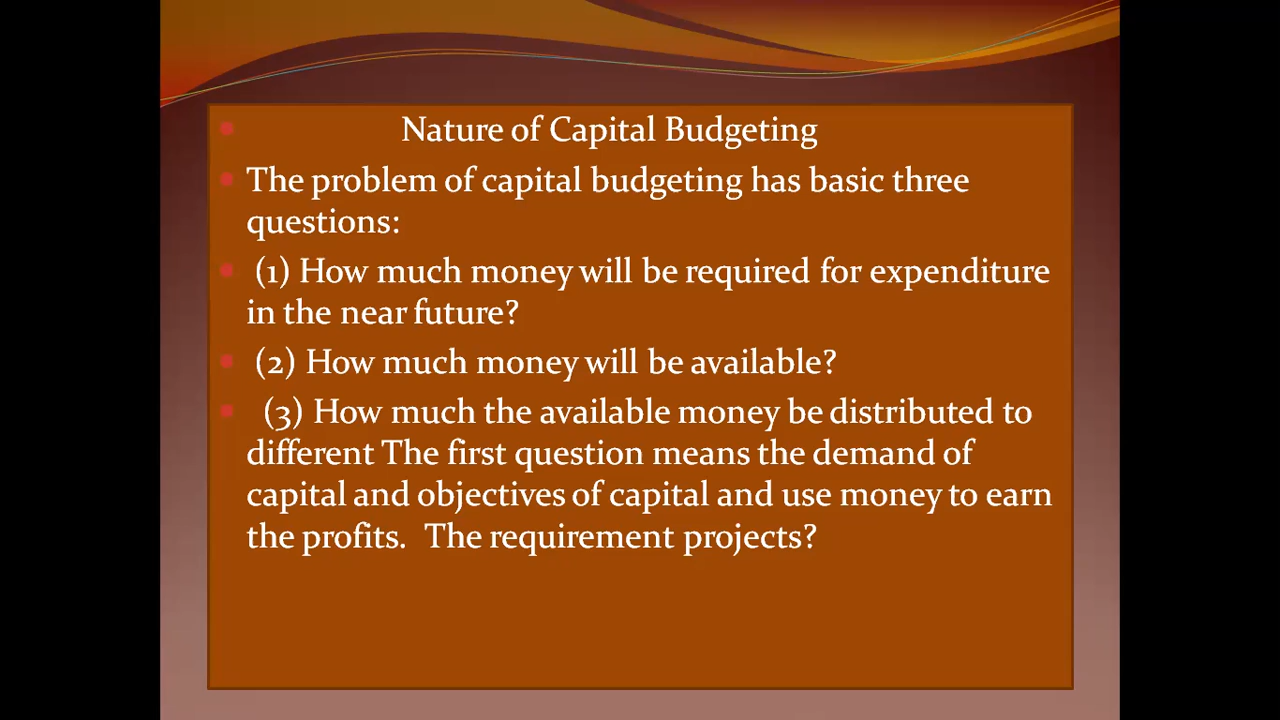 Nature of Capital Budgeting
The problem of capital budgeting has basic three
questions:
(1) How much money will be required for expenditure
in the near future?
(2) How much money will be available?
(3) How much the available money be distributed to
different The first question means the demand of
capital and objectives of capital and use money to earn
the profits.  The requirement projects?